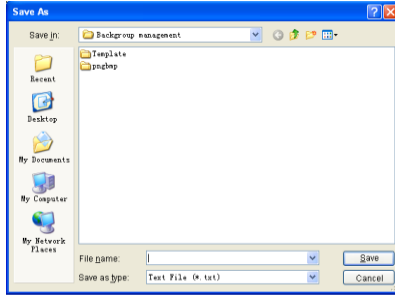 Save As
Save in:
Backgroup management
Template
pngbmp
Recent
Desktop
My Documents
My Computer
My Network
Places
File name:
Save
Save as type:
Text File (*.txt)
Cancel